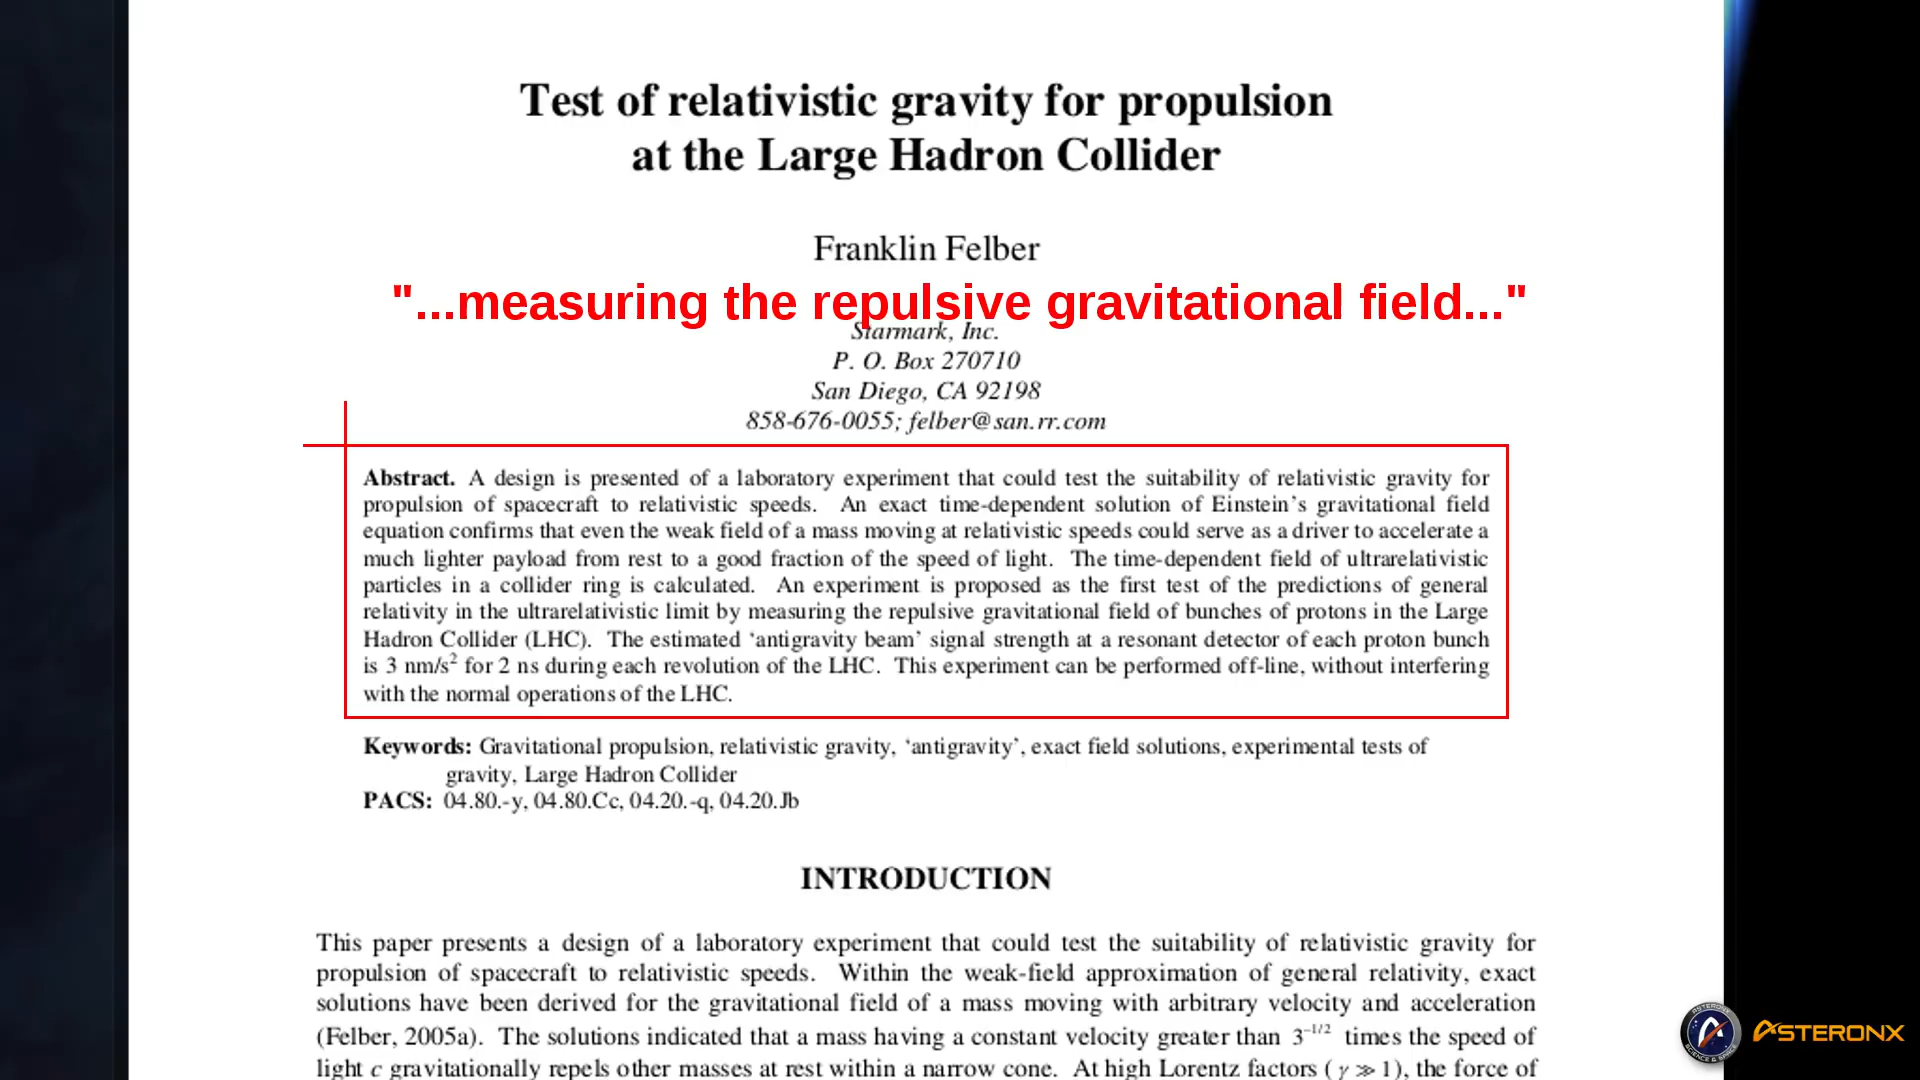 Test of relativistic gravity for propulsion
at the Large Hadron Collider
Franklin Felber
"...measuring the repulsive gravitational field..."
Starmark, Inc.
P. O. Box 270710
San Diego, CA 92198
858-676-0055; felber@san.rr.com
Abstract. A design is presented of a laboratory experiment that could test the suitability of relativistic gravity for
propulsion of spacecraft to relativistic speeds. An exact time-dependent solution of Einstein's gravitational field
equation confirms that even the weak field of a mass moving at relativistic speeds could serve as a driver to accelerate a
much lighter payload from rest to a good fraction of the speed of light. The time-dependent field of ultrarelativistic
particles in a collider ring is calculated. An experiment is proposed as the first test of the predictions of general
relativity in the ultrarelativistic limit by measuring the repulsive gravitational field of bunches of protons in the Large
Hadron Collider (LHC). The estimated 'antigravity beam' signal strength at a resonant detector of each proton bunch
is 3 nm/s² for 2 ns during each revolution of the LHC. This experiment can be performed off-line, without interfering
with the normal operations of the LHC.
Keywords: Gravitational propulsion, relativistic gravity, 'antigravity', exact field solutions, experimental tests of
gravity, Large Hadron Collider
PACS: 04.80.-y, 04.80.Cc, 04.20.-q, 04.20.Jb
INTRODUCTION
This paper presents a design of a laboratory experiment that could test the suitability of relativistic gravity for
propulsion of spacecraft to relativistic speeds. Within the weak-field approximation of general relativity, exact
solutions have been derived for the gravitational field of a mass moving with arbitrary velocity and acceleration
(Felber, 2005a). The solutions indicated that a mass having a constant velocity greater than 3⁻¹/² times the speed of
light c gravitationally repels other masses at rest within a narrow cone. At high Lorentz factors (γ ≫ 1), the force of
ASTERONX
SCIENCE & SPACE
ASTERONX